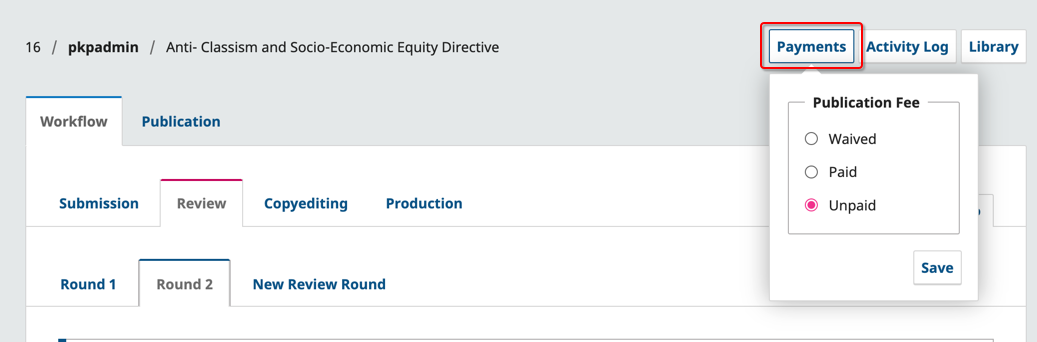 16 / pkpadmin / Anti- Classism and Socio-Economic Equity Directive
Payments
Activity Log
Library
Publication Fee
Waived
Paid
Unpaid
Save
Workflow
Publication
Submission
Review
Copyediting
Production
Round 1
Round 2
New Review Round